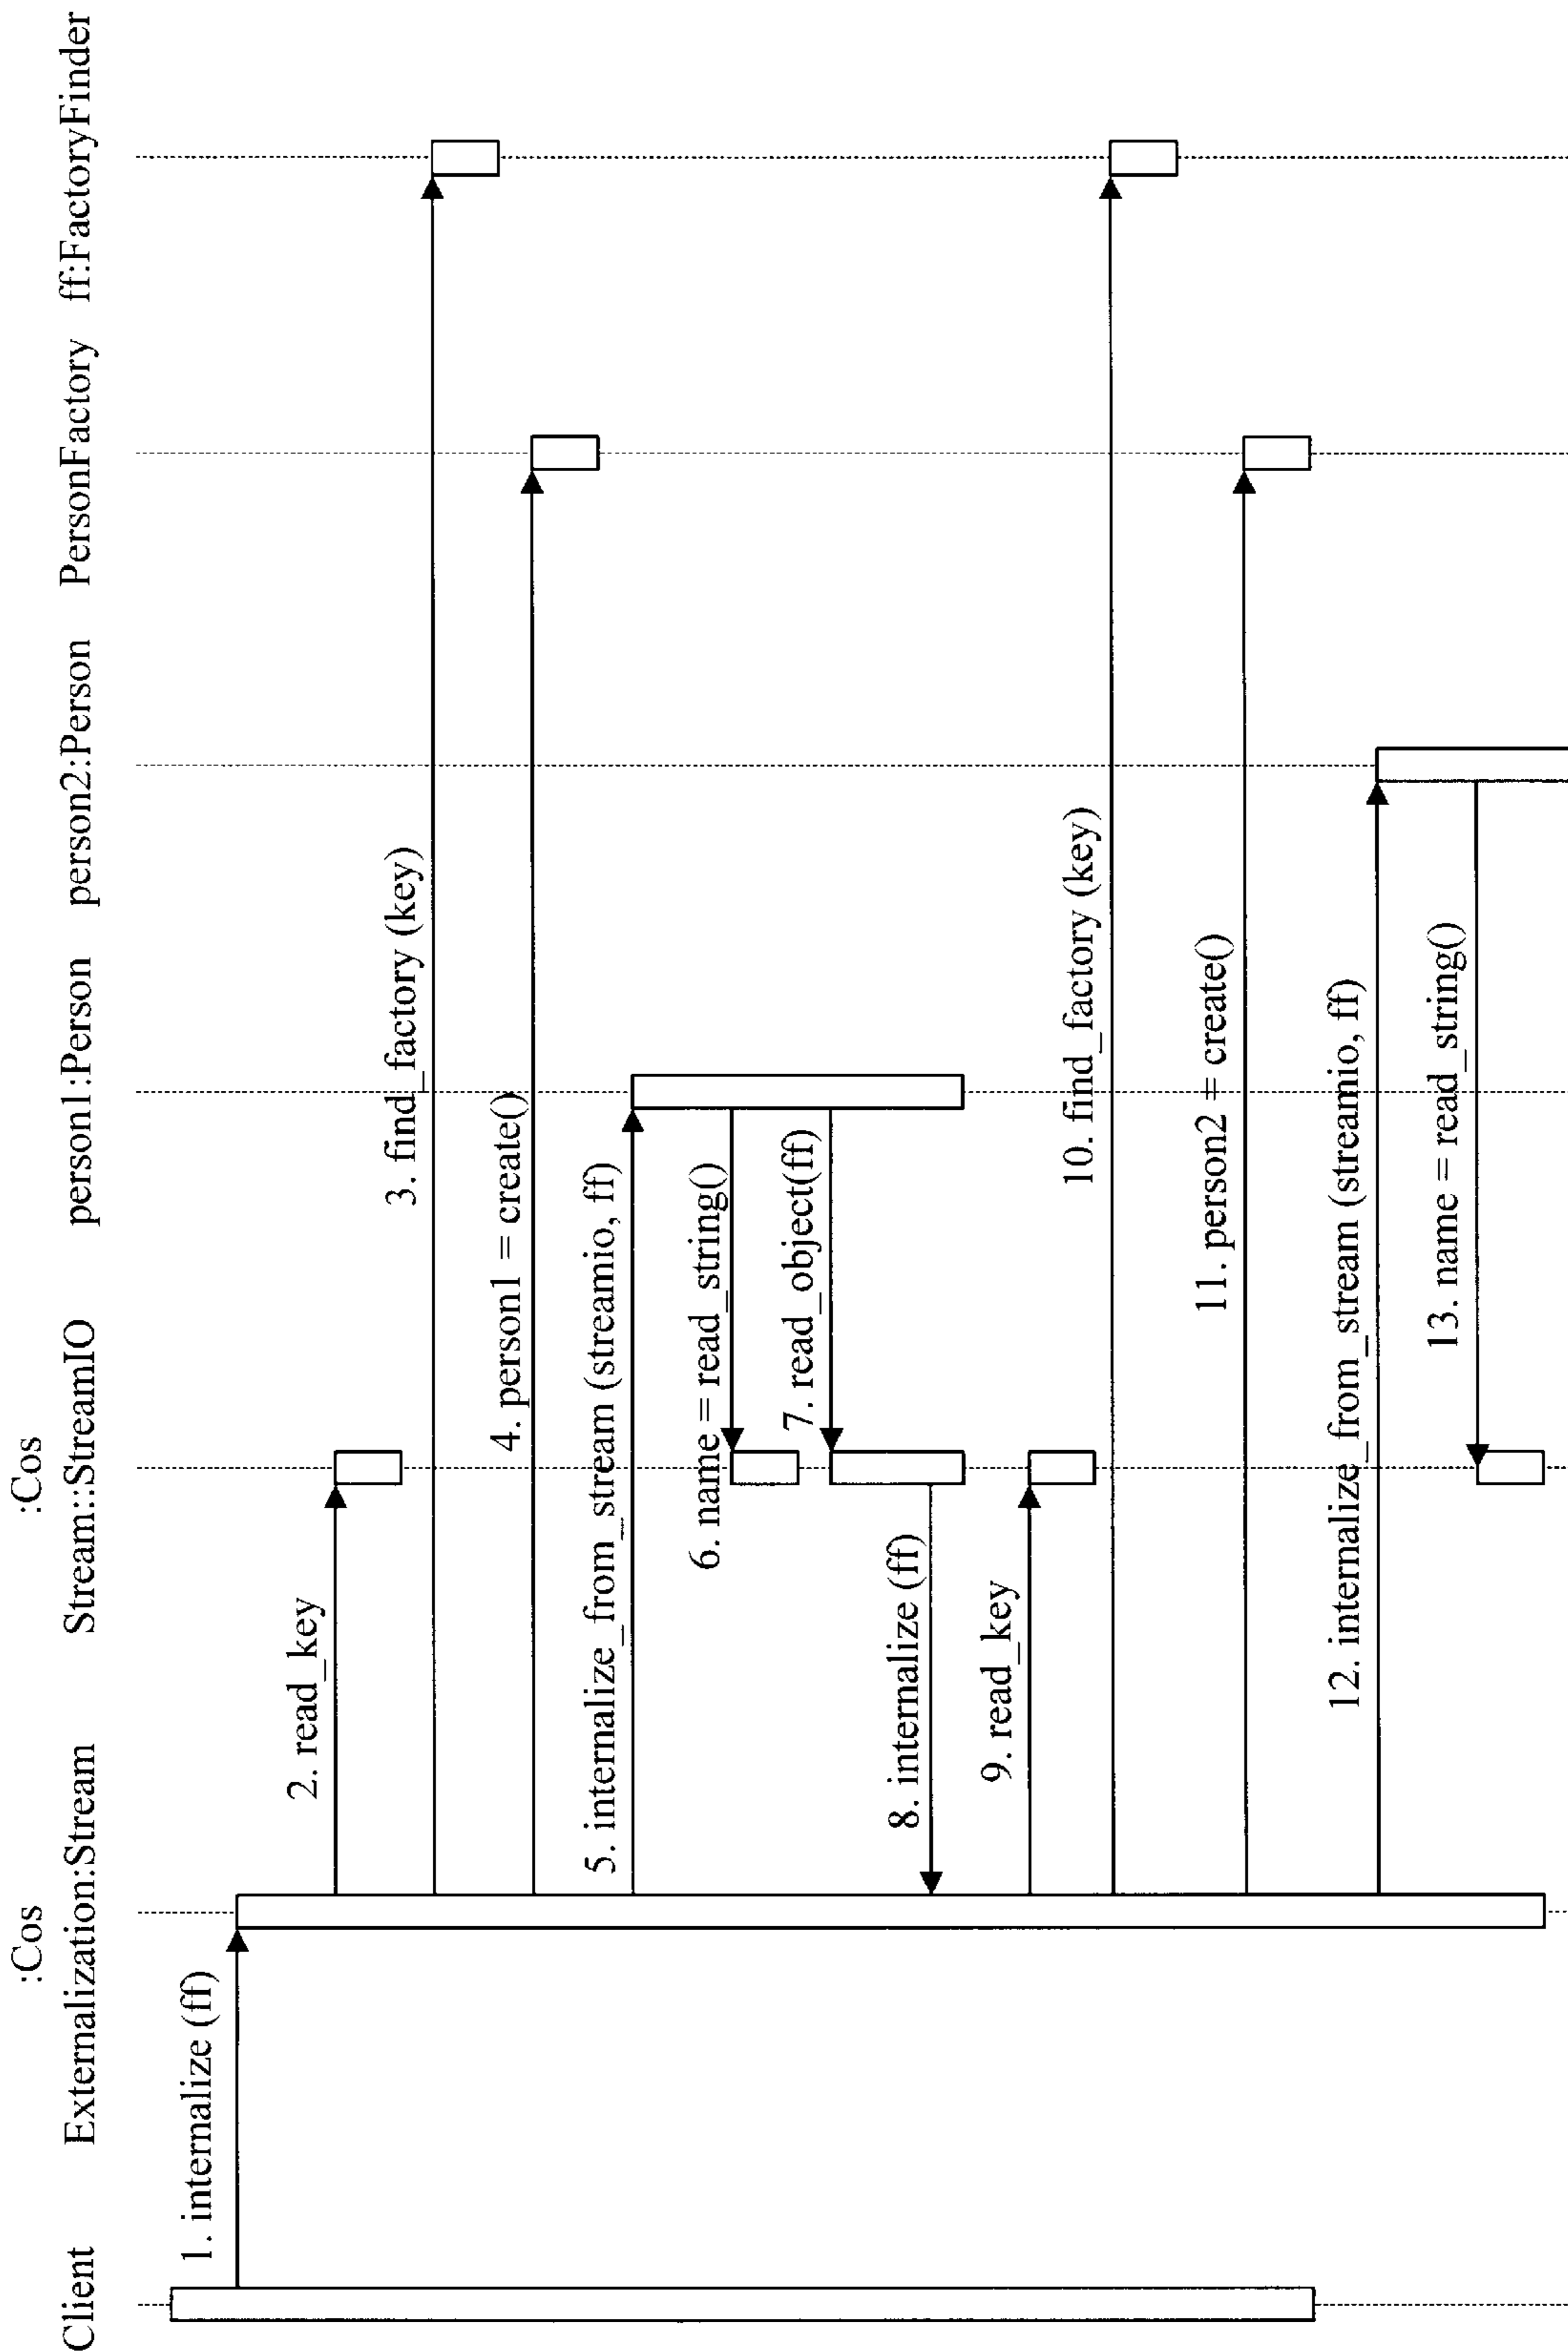 :Cos
:Cos
Client
Externalization:Stream
Stream::StreamIO
person1:Person
person2:Person
PersonFactory
ff:FactoryFinder
1. internalize (ff)
2. read_key
3. find_factory (key)
4. person1 = create()
5. internalize_from_stream (streamio, ff)
6. name = read_string()
7. read_object(ff)
8. internalize (ff)
9. read_key
10. find_factory (key)
11. person2 = create()
12. internalize_from_stream (streamio, ff)
13. name = read_string()